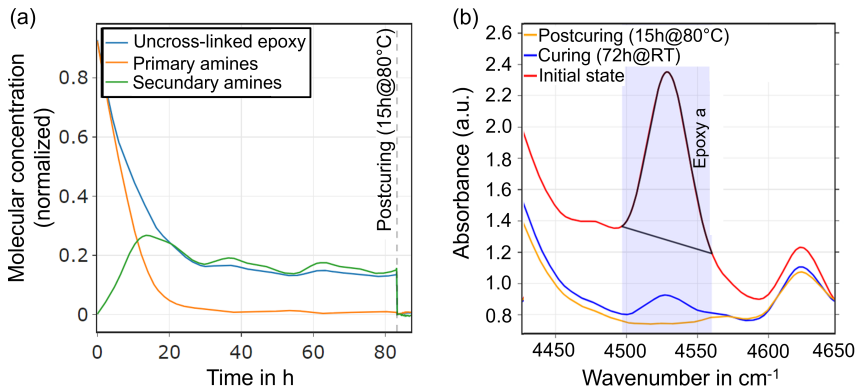 (a)
Uncross-linked epoxy
Primary amines
Secundary amines
Postcuring (15h@80°C)
0.8
0.6
0.4
0.2
0
0
20
40
60
80
Molecular concentration
(normalized)
Time in h
(b)
Postcuring (15h@80°C)
Curing (72h@RT)
Initial state
Epoxy a
2.6
2.4
2.2
2.0
1.8
1.6
1.4
1.2
1.0
0.8
4450
4500
4550
4600
4650
Absorbance (a.u.)
Wavenumber in cm-1